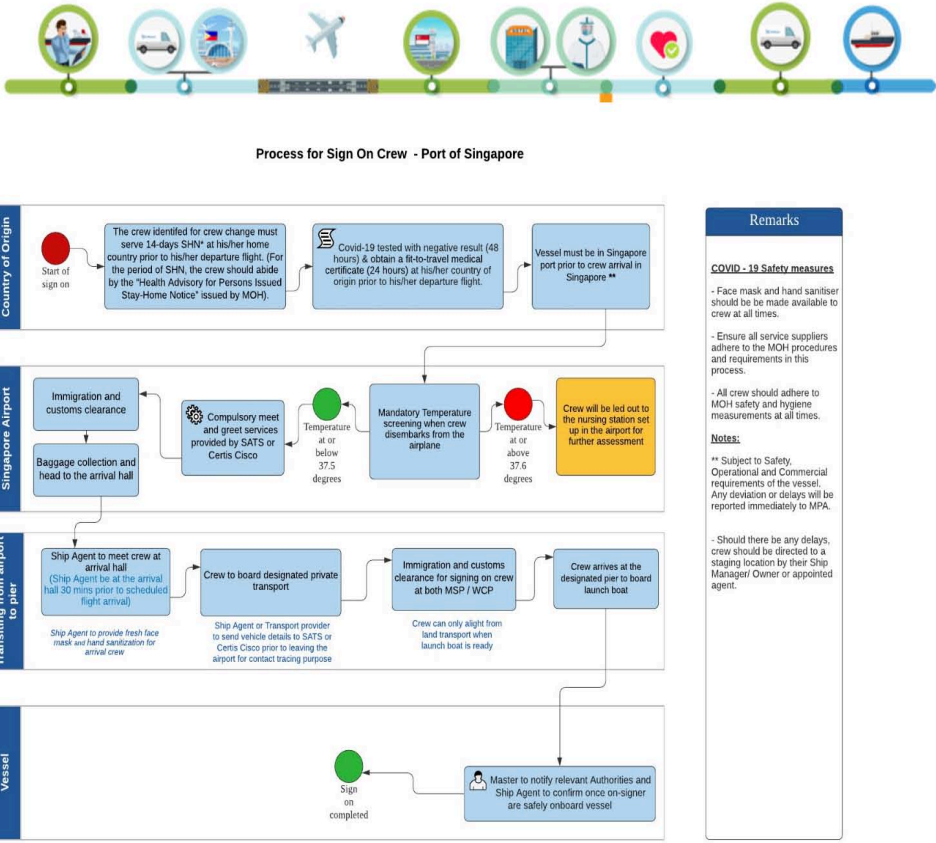 Process for Sign On Crew - Port of Singapore
Country of Origin
Start of
sign on
The crew identifed for crew change must
serve 14-days SHN* at his/her home
country prior to his/her departure flight. (For
the period of SHN, the crew should abide
by the "Health Advisory for Persons Issued
Stay-Home Notice" issued by MOH).
Covid-19 tested with negative result (48
hours) & obtain a fit-to-travel medical
certificate (24 hours) at his/her country of
origin prior to his/her departure flight.
Vessel must be in Singapore
port prior to crew arrival in
Singapore **
Singapore Airport
Immigration and
customs clearance
Baggage collection and
head to the arrival hall
Compulsory meet
and greet services
provided by SATS or
Certis Cisco
Temperature
at or
below
37.5
degrees
Mandatory Temperature
screening when crew
disembarks from the
airplane
Temperature
at or
above
37.6
degrees
Crew will be led out to
the nursing station set
up in the airport for
further assessment
Transiting from airport
to pier
Ship Agent to meet crew at
arrival hall
(Ship Agent be at the arrival
hall 30 mins prior to scheduled
flight arrival)
Ship Agent to provide fresh face
mask and hand sanitization for
arrival crew
Crew to board designated private
transport
Ship Agent or Transport provider
to send vehicle details to SATS or
Certis Cisco prior to leaving the
airport for contact tracing purpose
Immigration and customs
clearance for signing on crew
at both MSP / WCP
Crew can only alight from
land transport when
launch boat is ready
Crew arrives at the
designated pier to board
launch boat
Vessel
Sign
on
completed
Master to notify relevant Authorities and
Ship Agent to confirm once on-signer
are safely onboard vessel
Remarks
COVID - 19 Safety measures
- Face mask and hand sanitiser
should be be made available to
crew at all times.
- Ensure all service suppliers
adhere to the MOH procedures
and requirements in this
process.
- All crew should adhere to
MOH safety and hygiene
measurements at all times.
Notes:
** Subject to Safety,
Operational and Commercial
requirements of the vessel.
Any deviation or delays will be
reported immediately to MPA.
- Should there be any delays,
crew should be directed to a
staging location by their Ship
Manager/ Owner or appointed
agent.